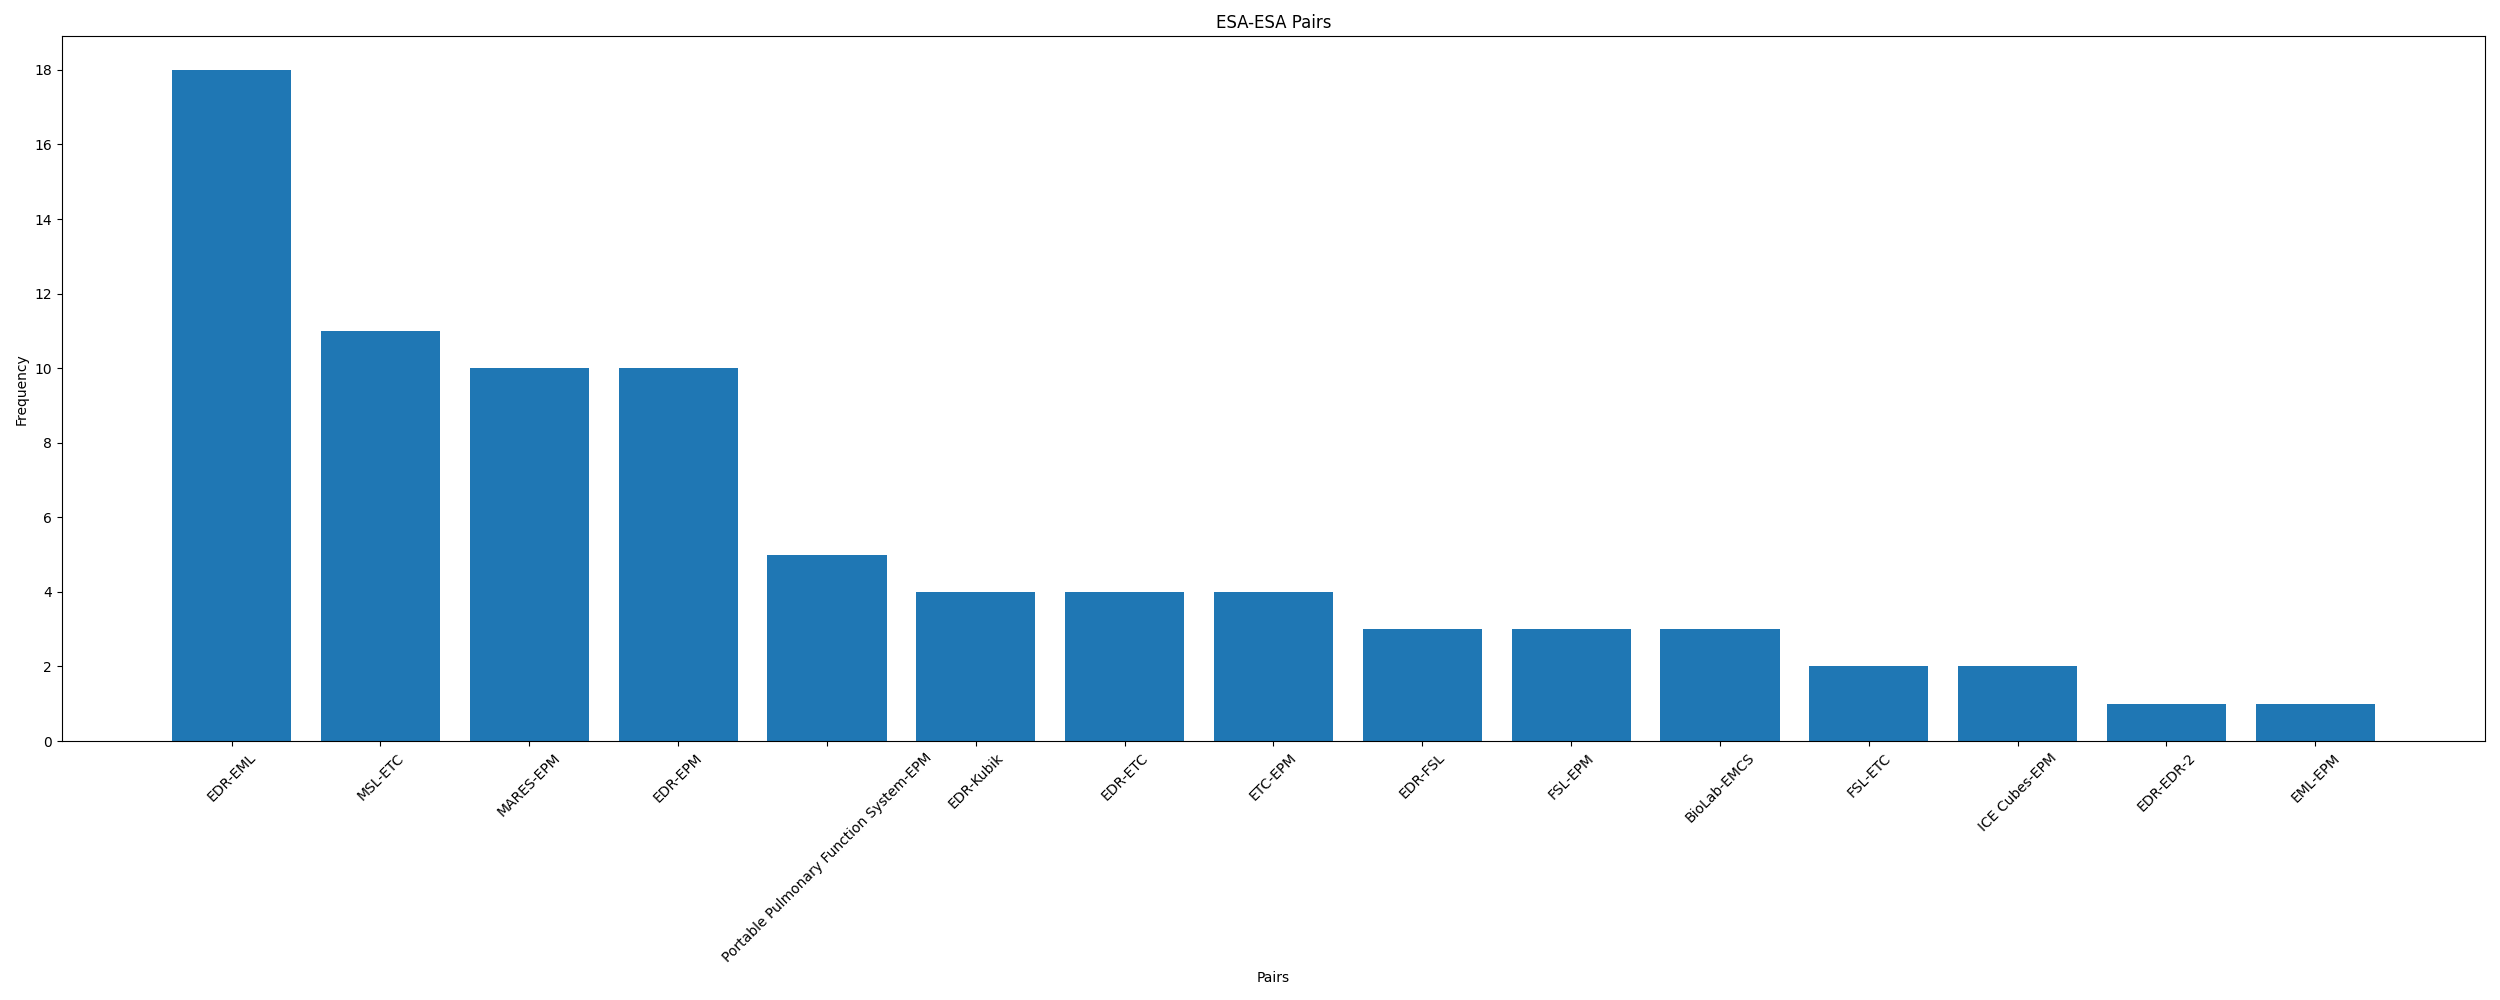 ESA-ESA Pairs
Frequency
18
16
14
12
10
8
6
4
2
0
EDR-EML
MSL-ETC
MARES-EPM
EDR-EPM
Portable Pulmonary Function System-EPM
EDR-Kubik
EDR-ETC
ETC-EPM
EDR-FSL
FSL-EPM
BioLab-EMCS
FSL-ETC
ICE Cubes-EPM
EDR-EDR-2
EML-EPM
Pairs